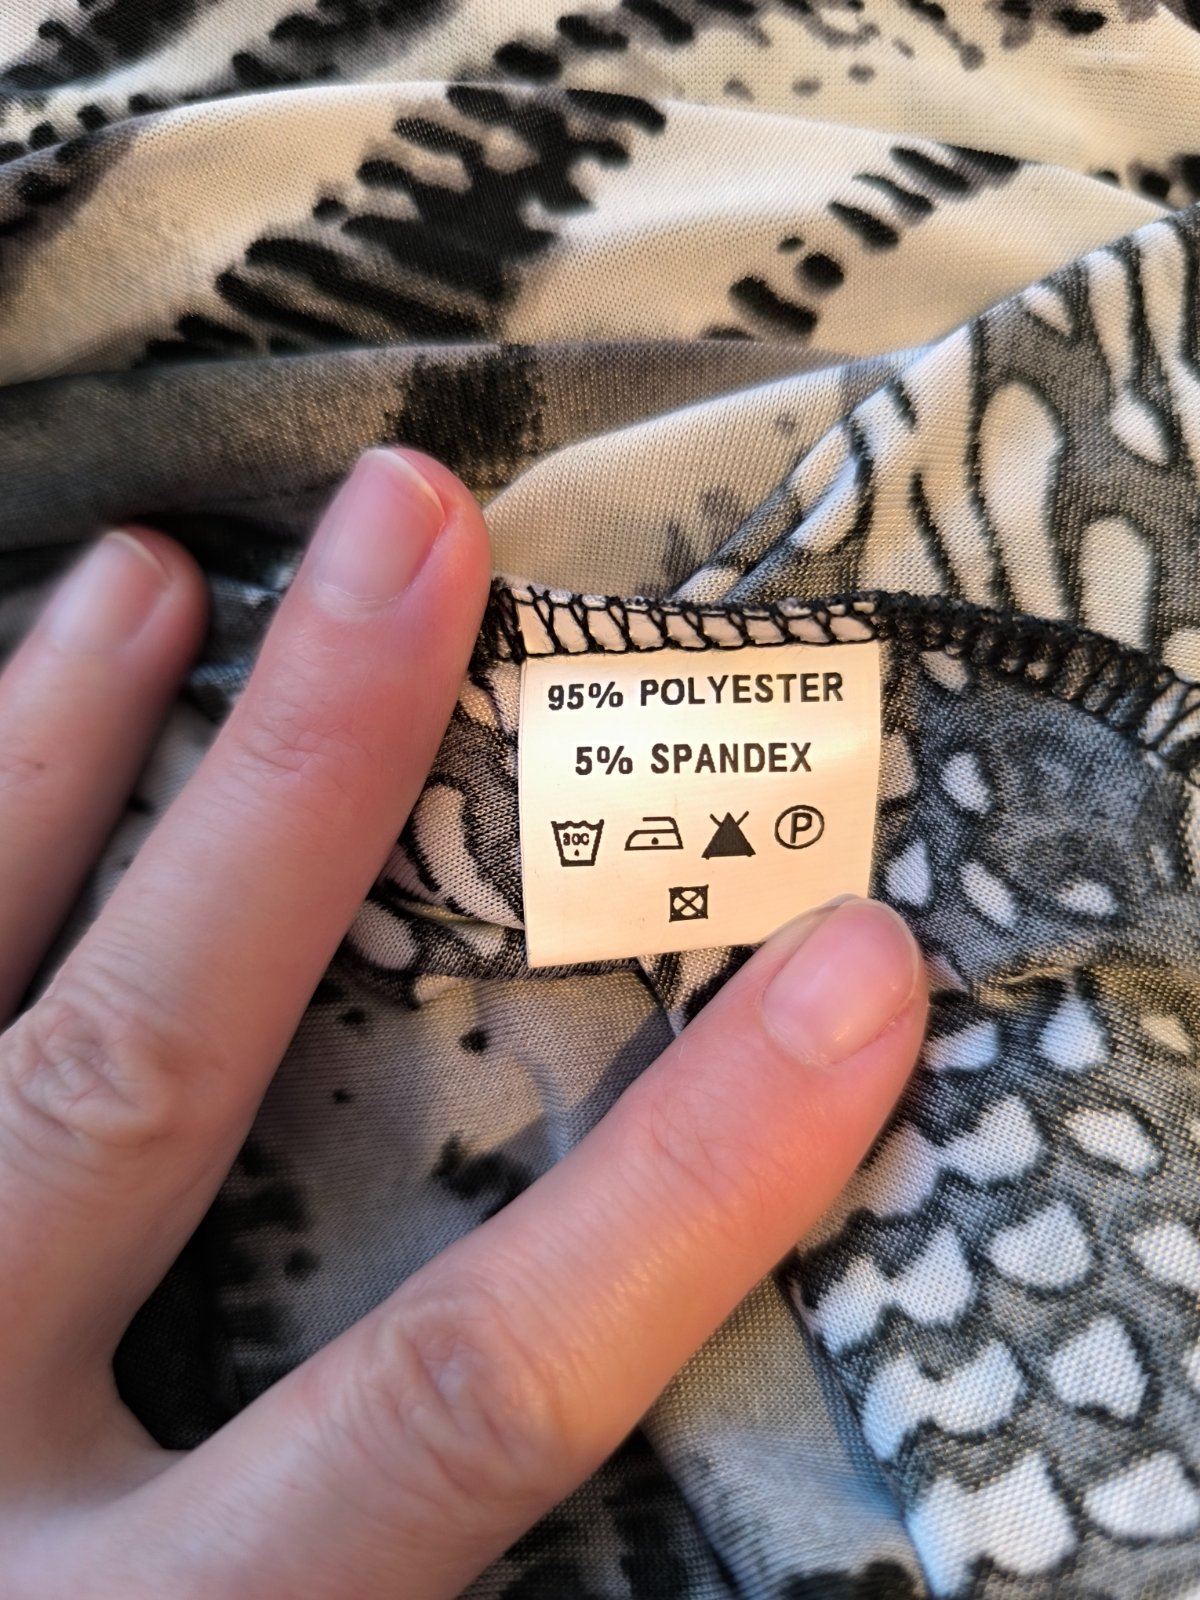 95% POLYESTER
5% SPANDEX
P